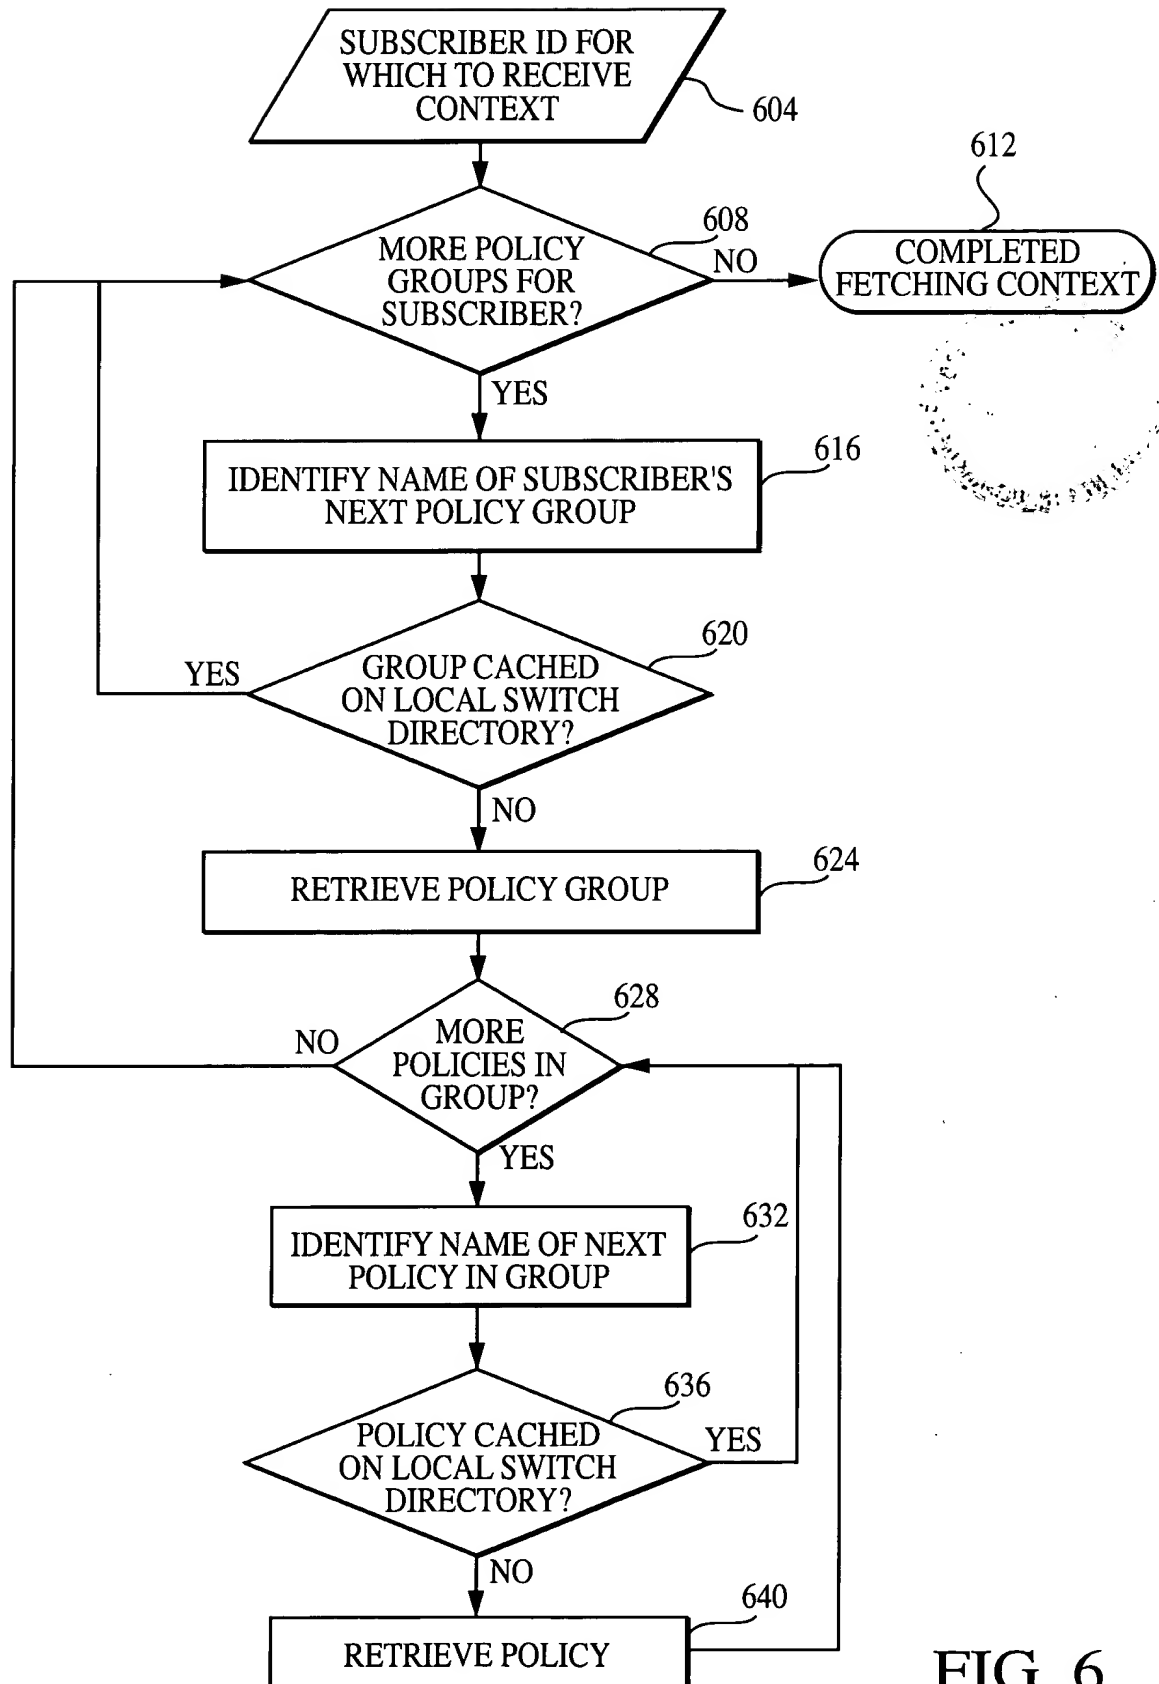 SUBSCRIBER ID FOR
WHICH TO RECEIVE
CONTEXT
604
612
608
MORE POLICY
GROUPS FOR
SUBSCRIBER?
NO
COMPLETED
FETCHING CONTEXT
YES
616
IDENTIFY NAME OF SUBSCRIBER'S
NEXT POLICY GROUP
620
YES
GROUP CACHED
ON LOCAL SWITCH
DIRECTORY?
NO
624
RETRIEVE POLICY GROUP
628
NO
MORE
POLICIES IN
GROUP?
YES
632
IDENTIFY NAME OF NEXT
POLICY IN GROUP
636
POLICY CACHED
ON LOCAL SWITCH
DIRECTORY?
YES
NO
640
RETRIEVE POLICY
FIG. 6